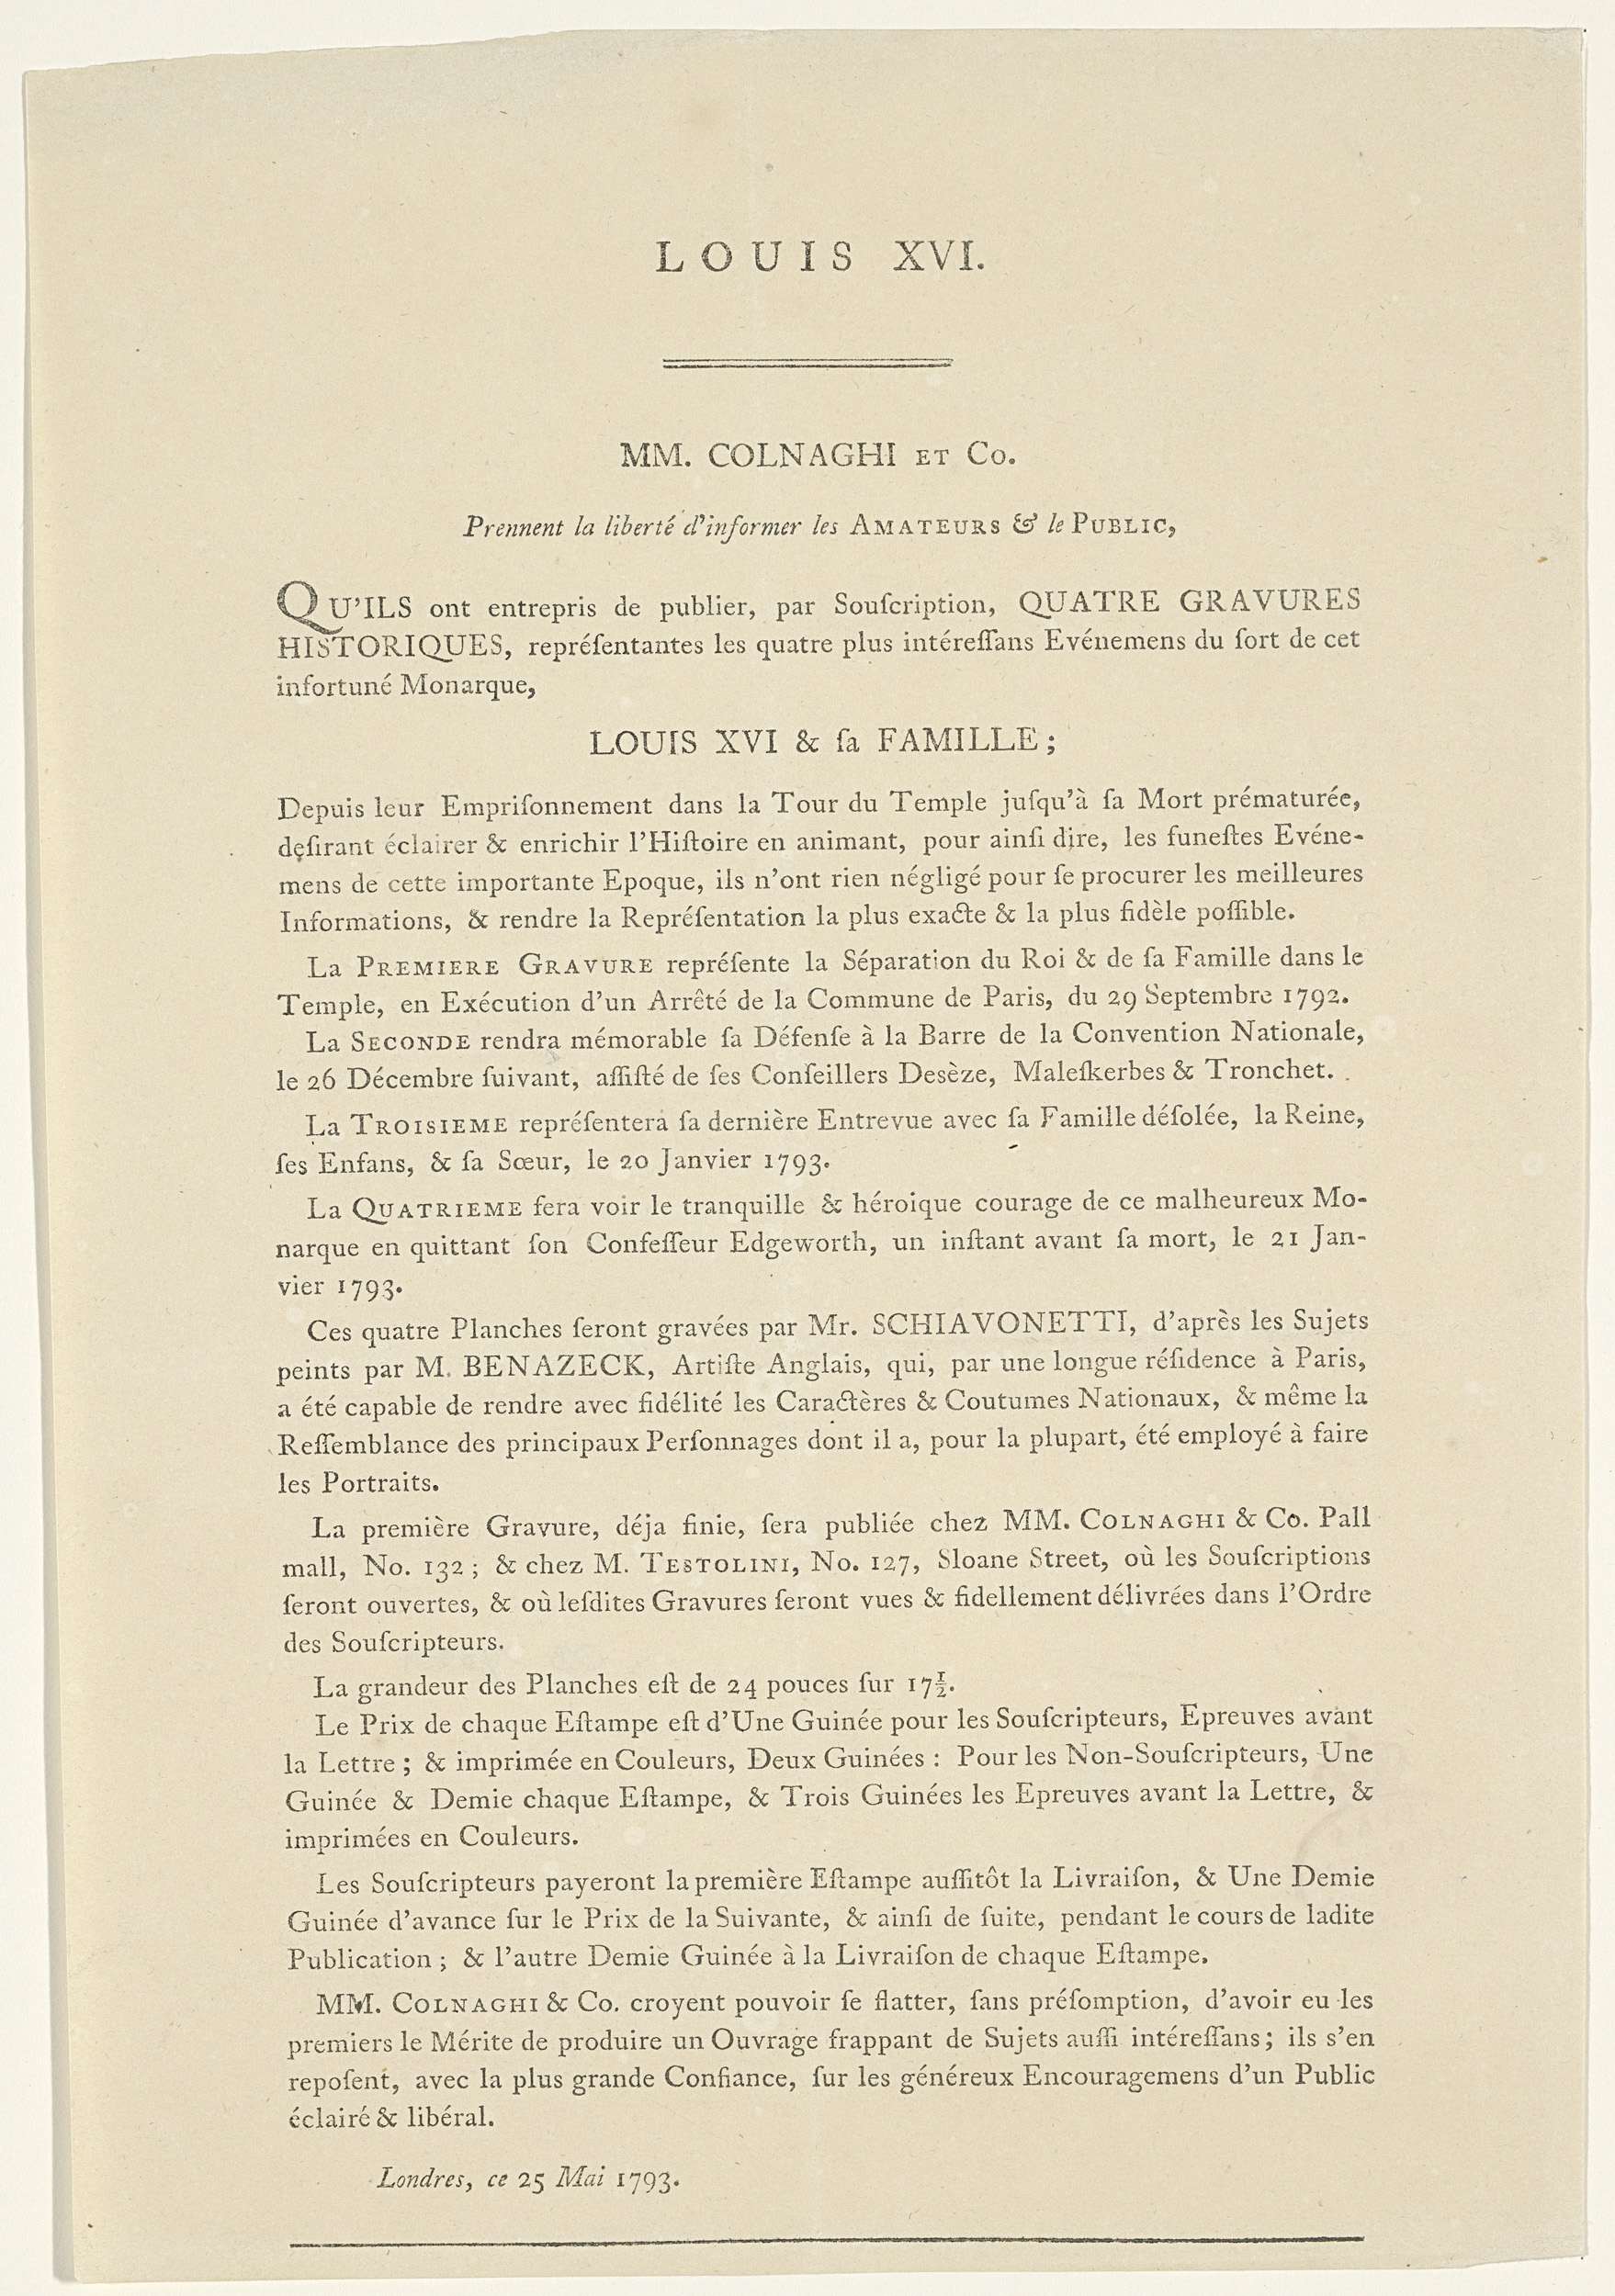 LOUIS XVI.
MM. COLNAGHI ET Co.
Prennent la liberté d'informer les AMATEURS & le PUBLIC,
QU'ILS ont entrepris de publier, par Souſcription, QUATRE GRAVURES
HISTORIQUES, repréſentantes les quatre plus intéreſſans Evénemens du ſort de cet
infortuné Monarque,
LOUIS XVI & ſa FAMILLE;
Depuis leur Empriſonnement dans la Tour du Temple juſqu'à ſa Mort prématurée,
deſirant éclairer & enrichir l'Hiſtoire en animant, pour ainſi dire, les funeſtes Evéne-
mens de cette importante Epoque, ils n'ont rien négligé pour ſe procurer les meilleures
Informations, & rendre la Repréſentation la plus exacte & la plus fidèle poſſible.
La PREMIERE GRAVURE repréſente la Séparation du Roi & de ſa Famille dans le
Temple, en Exécution d'un Arrêté de la Commune de Paris, du 29 Septembre 1792.
La SECONDE rendra mémorable ſa Défenſe à la Barre de la Convention Nationale,
le 26 Décembre ſuivant, aſſiſté de ſes Conſeillers Desèze, Maleſkerbes & Tronchet.
La TROISIEME repréſentera ſa dernière Entrevue avec ſa Famille déſolée, la Reine,
ſes Enfans, & ſa Sœur, le 20 Janvier 1793.
La QUATRIEME fera voir le tranquille & héroique courage de ce malheureux Mo-
narque en quittant ſon Confeſſeur Edgeworth, un inſtant avant ſa mort, le 21 Jan-
vier 1793.
Ces quatre Planches ſeront gravées par Mr. SCHIAVONETTI, d'après les Sujets
peints par M. BENAZECK, Artiſte Anglais, qui, par une longue réſidence à Paris,
a été capable de rendre avec fidélité les Caractères & Coutumes Nationaux, & même la
Reſſemblance des principaux Perſonnages dont il a, pour la plupart, été employé à faire
les Portraits.
La première Gravure, déja finie, ſera publiée chez MM. COLNAGHI & Co. Pall
mall, No. 132; & chez M. TESTOLINI, No. 127, Sloane Street, où les Souſcriptions
ſeront ouvertes, & où leſdites Gravures ſeront vues & fidellement délivrées dans l'Ordre
des Souſcripteurs.
La grandeur des Planches eſt de 24 pouces ſur 17½.
Le Prix de chaque Eſtampe eſt d'Une Guinée pour les Souſcripteurs, Epreuves avant
la Lettre; & imprimée en Couleurs, Deux Guinées: Pour les Non-Souſcripteurs, Une
Guinée & Demie chaque Eſtampe, & Trois Guinées les Epreuves avant la Lettre, &
imprimées en Couleurs.
Les Souſcripteurs payeront la première Eſtampe auſſitôt la Livraiſon, & Une Demie
Guinée d'avance ſur le Prix de la Suivante, & ainſi de ſuite, pendant le cours de ladite
Publication; & l'autre Demie Guinée à la Livraiſon de chaque Eſtampe.
MM. COLNAGHI & Co. croyent pouvoir ſe flatter, ſans préſomption, d'avoir eu les
premiers le Mérite de produire un Ouvrage frappant de Sujets auſſi intéreſſans; ils s'en
repoſent, avec la plus grande Confiance, ſur les généreux Encouragemens d'un Public
éclairé & libéral.
Londres, ce 25 Mai 1793.